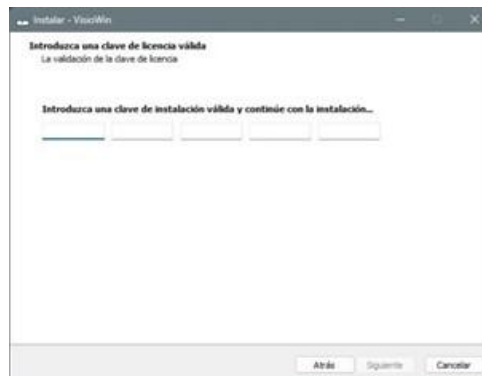 Instalar - VisioWin
Introduzca una clave de licencia válida
La validación de la clave de licencia
Introduzca una clave de instalación válida y continúe con la instalación...
Atrás Siguiente Cancelar